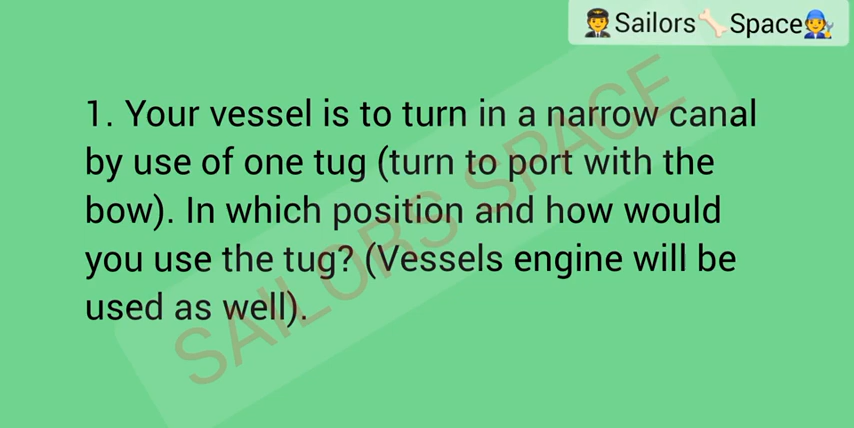 👨‍✈️Sailors🦴Space👨‍🔧
1. Your vessel is to turn in a narrow canal
by use of one tug (turn to port with the
bow). In which position and how would
you use the tug? (Vessels engine will be
used as well).
SAILORS SPACE